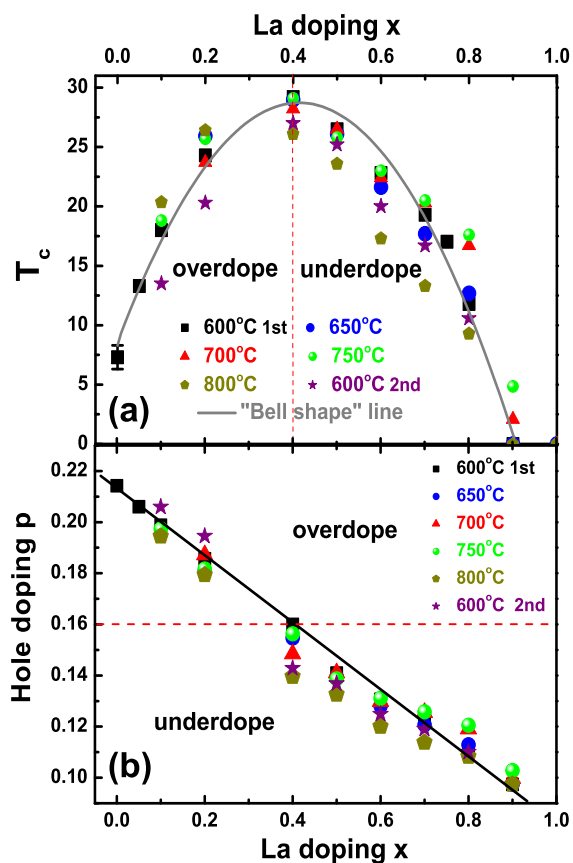 La doping x
0.0 0.2 0.4 0.6 0.8 1.0
30
25
20
15
10
5
0
T_c
overdope underdope
600°C 1st 650°C
700°C 750°C
800°C 600°C 2nd
"Bell shape" line
(a)
0.22
0.20
0.18
0.16
0.14
0.12
0.10
Hole doping p
600°C 1st
650°C
700°C
750°C
800°C
600°C 2nd
overdope
underdope
(b)
0.0 0.2 0.4 0.6 0.8 1.0
La doping x